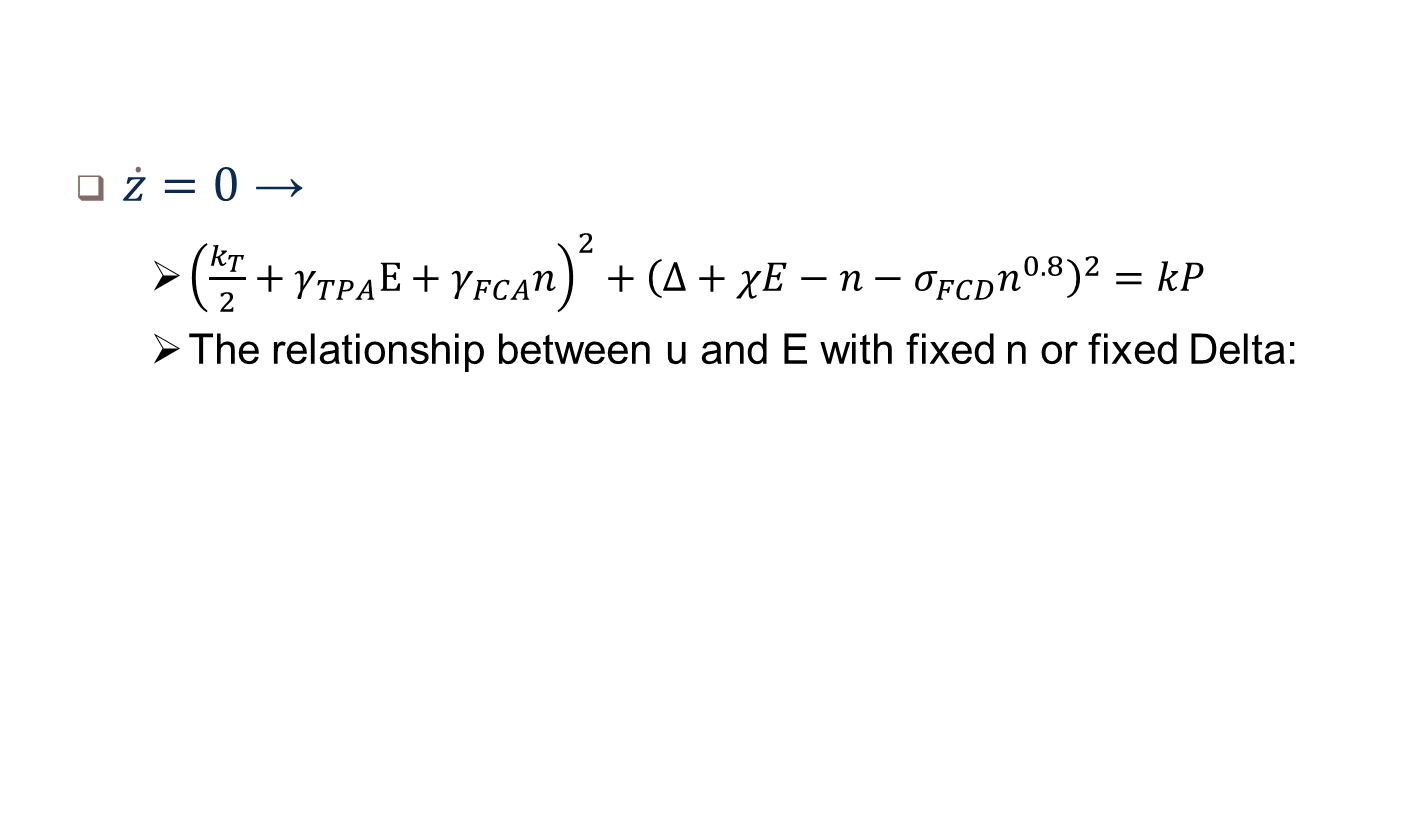 ❑ ż = 0 →
➢ (k_T/2 + γ_TPA E + γ_FCA n)² + (Δ + χE − n − σ_FCD n^0.8)² = kP
➢ The relationship between u and E with fixed n or fixed Delta: